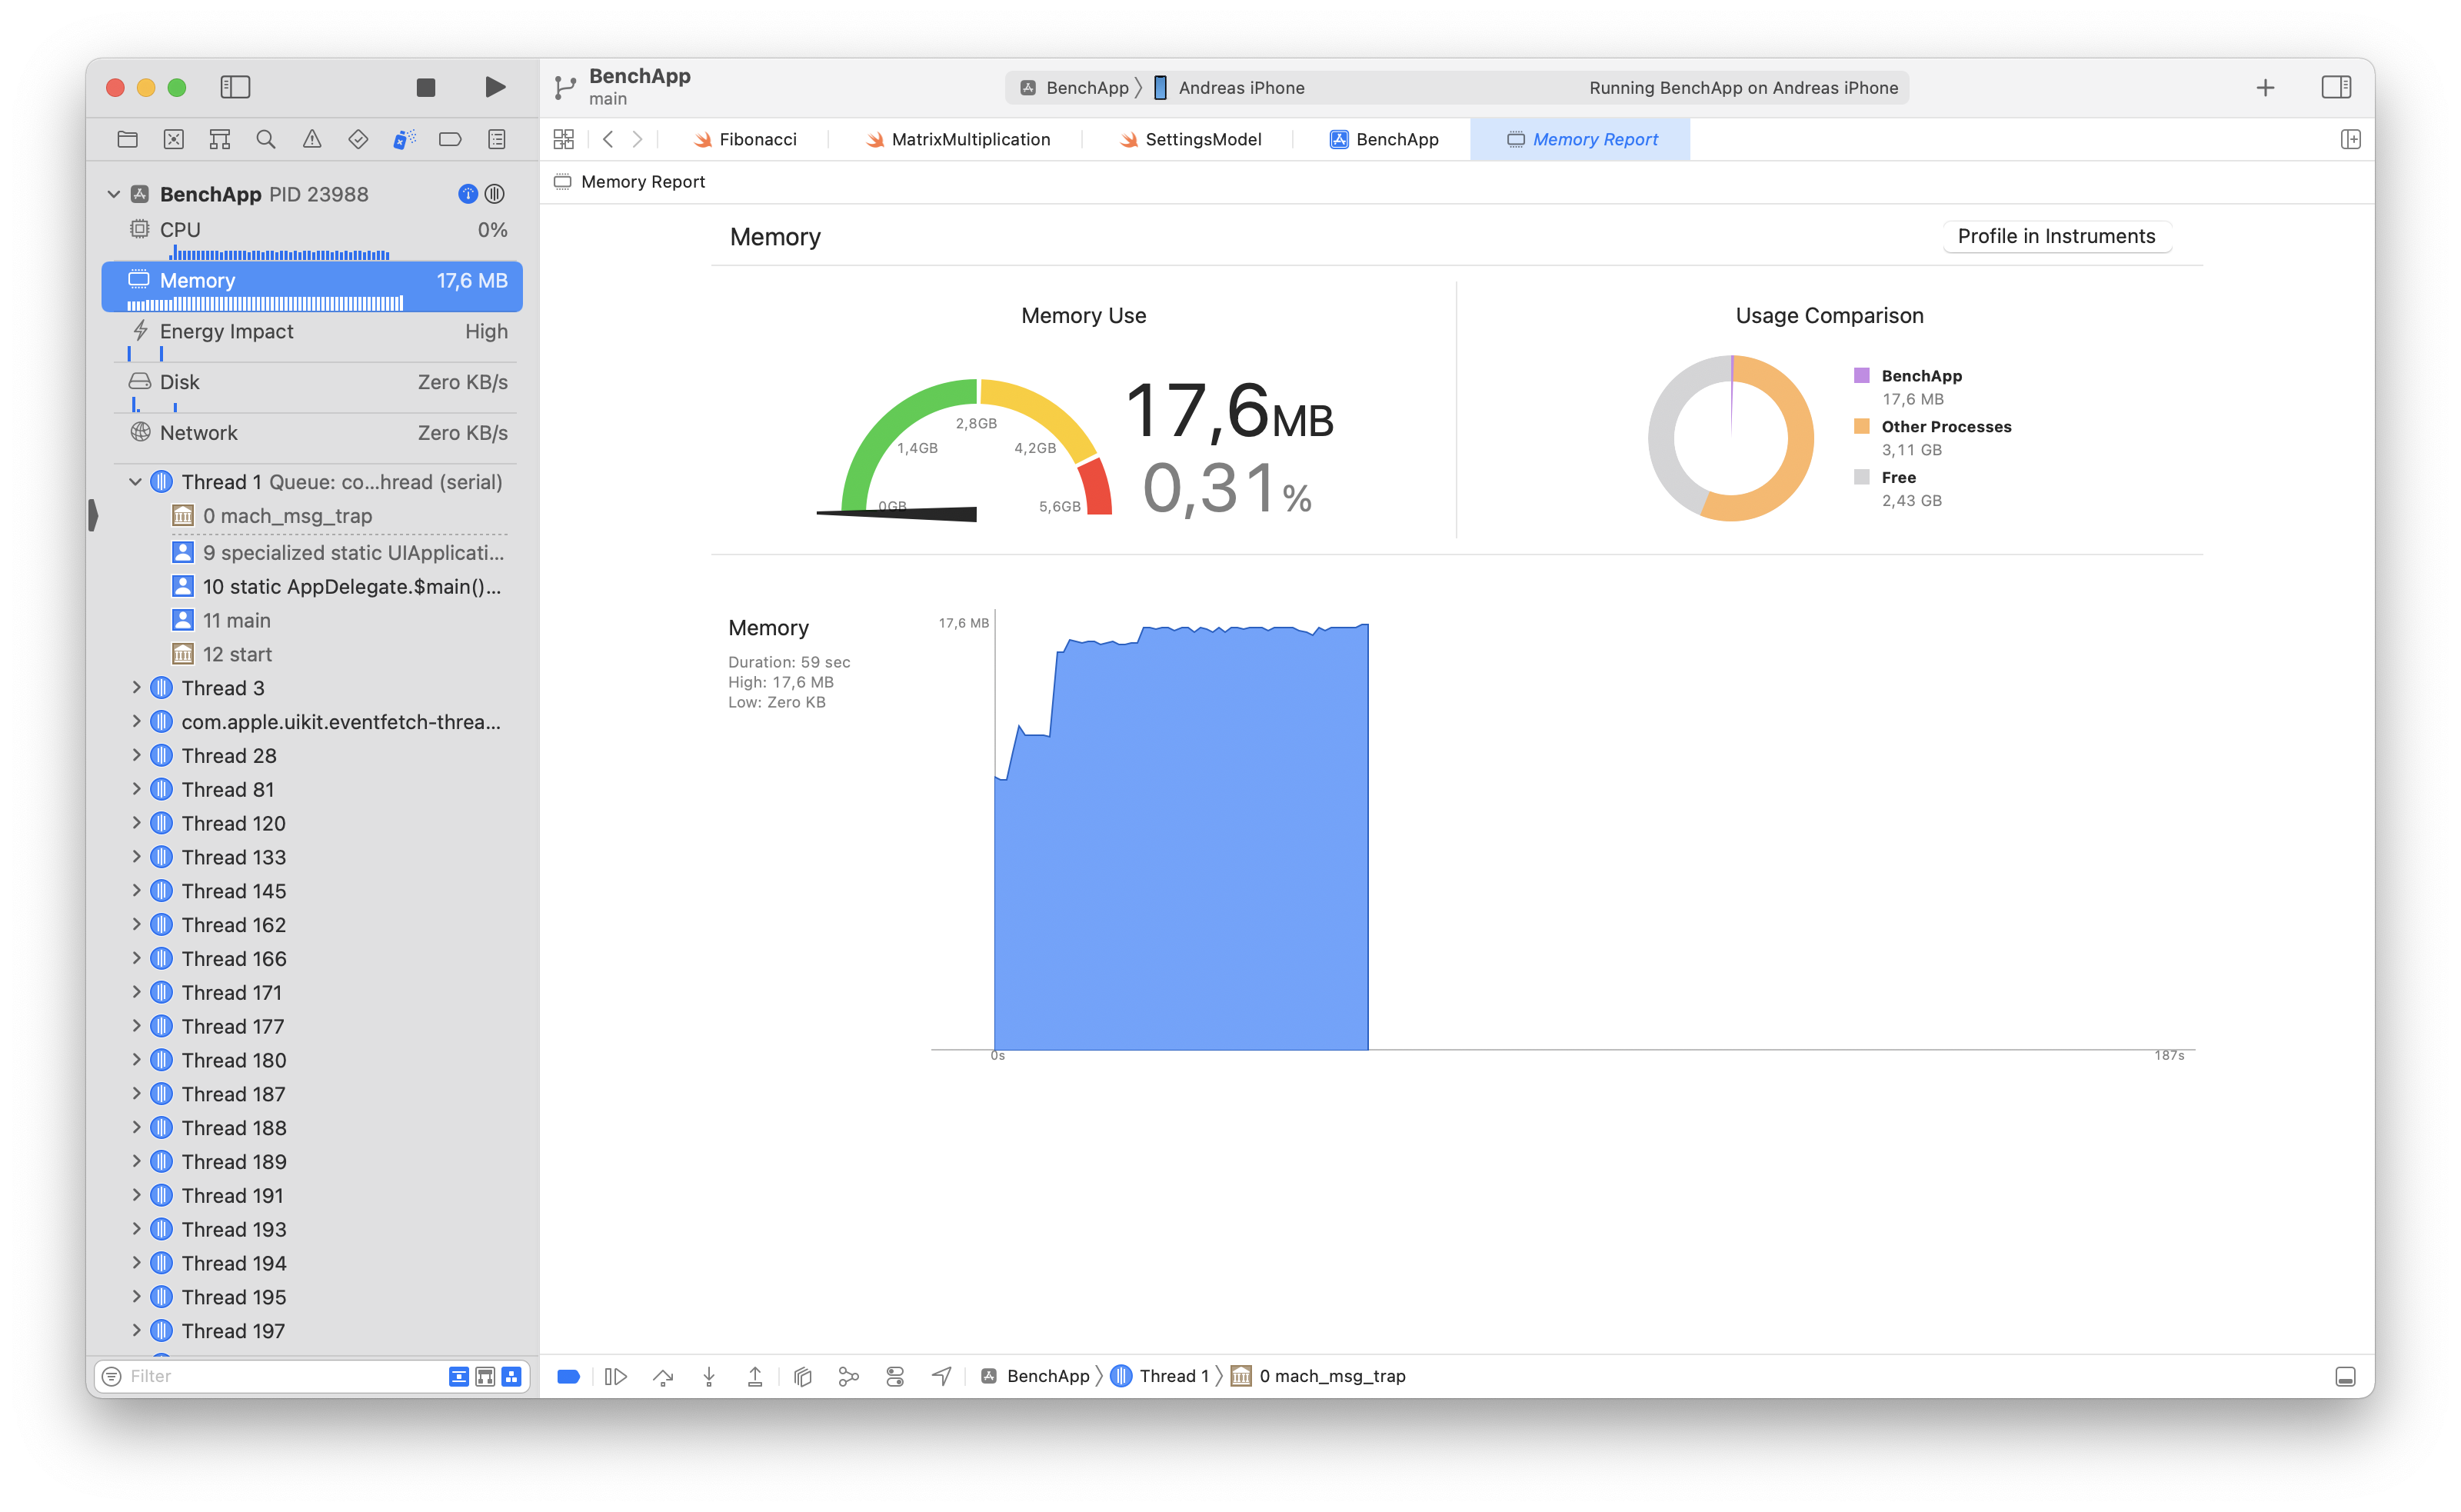 BenchApp
main
BenchApp
Andreas iPhone
Running BenchApp on Andreas iPhone
Fibonacci
MatrixMultiplication
SettingsModel
BenchApp
Memory Report
Memory Report
BenchApp PID 23988
CPU 0%
Memory 17,6 MB
Energy Impact High
Disk Zero KB/s
Network Zero KB/s
Thread 1 Queue: co...hread (serial)
0 mach_msg_trap
9 specialized static UIApplicati...
10 static AppDelegate.$main()...
11 main
12 start
Thread 3
com.apple.uikit.eventfetch-threa...
Thread 28
Thread 81
Thread 120
Thread 133
Thread 145
Thread 162
Thread 166
Thread 171
Thread 177
Thread 180
Thread 187
Thread 188
Thread 189
Thread 191
Thread 193
Thread 194
Thread 195
Thread 197
Filter
Memory
Profile in Instruments
Memory Use
0GB
1,4GB
2,8GB
4,2GB
5,6GB
17,6MB
0,31%
Usage Comparison
BenchApp
17,6 MB
Other Processes
3,11 GB
Free
2,43 GB
Memory
Duration: 59 sec
High: 17,6 MB
Low: Zero KB
17,6 MB
0s
187s
BenchApp
Thread 1
0 mach_msg_trap